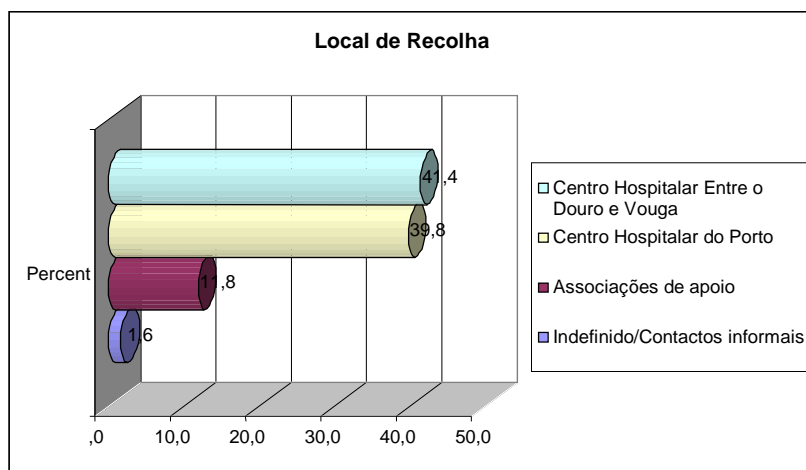 Local de Recolha
41,4
39,8
11,8
1,6
Percent
,0 10,0 20,0 30,0 40,0 50,0
Centro Hospitalar Entre o
Douro e Vouga
Centro Hospitalar do Porto
Associações de apoio
Indefinido/Contactos informais